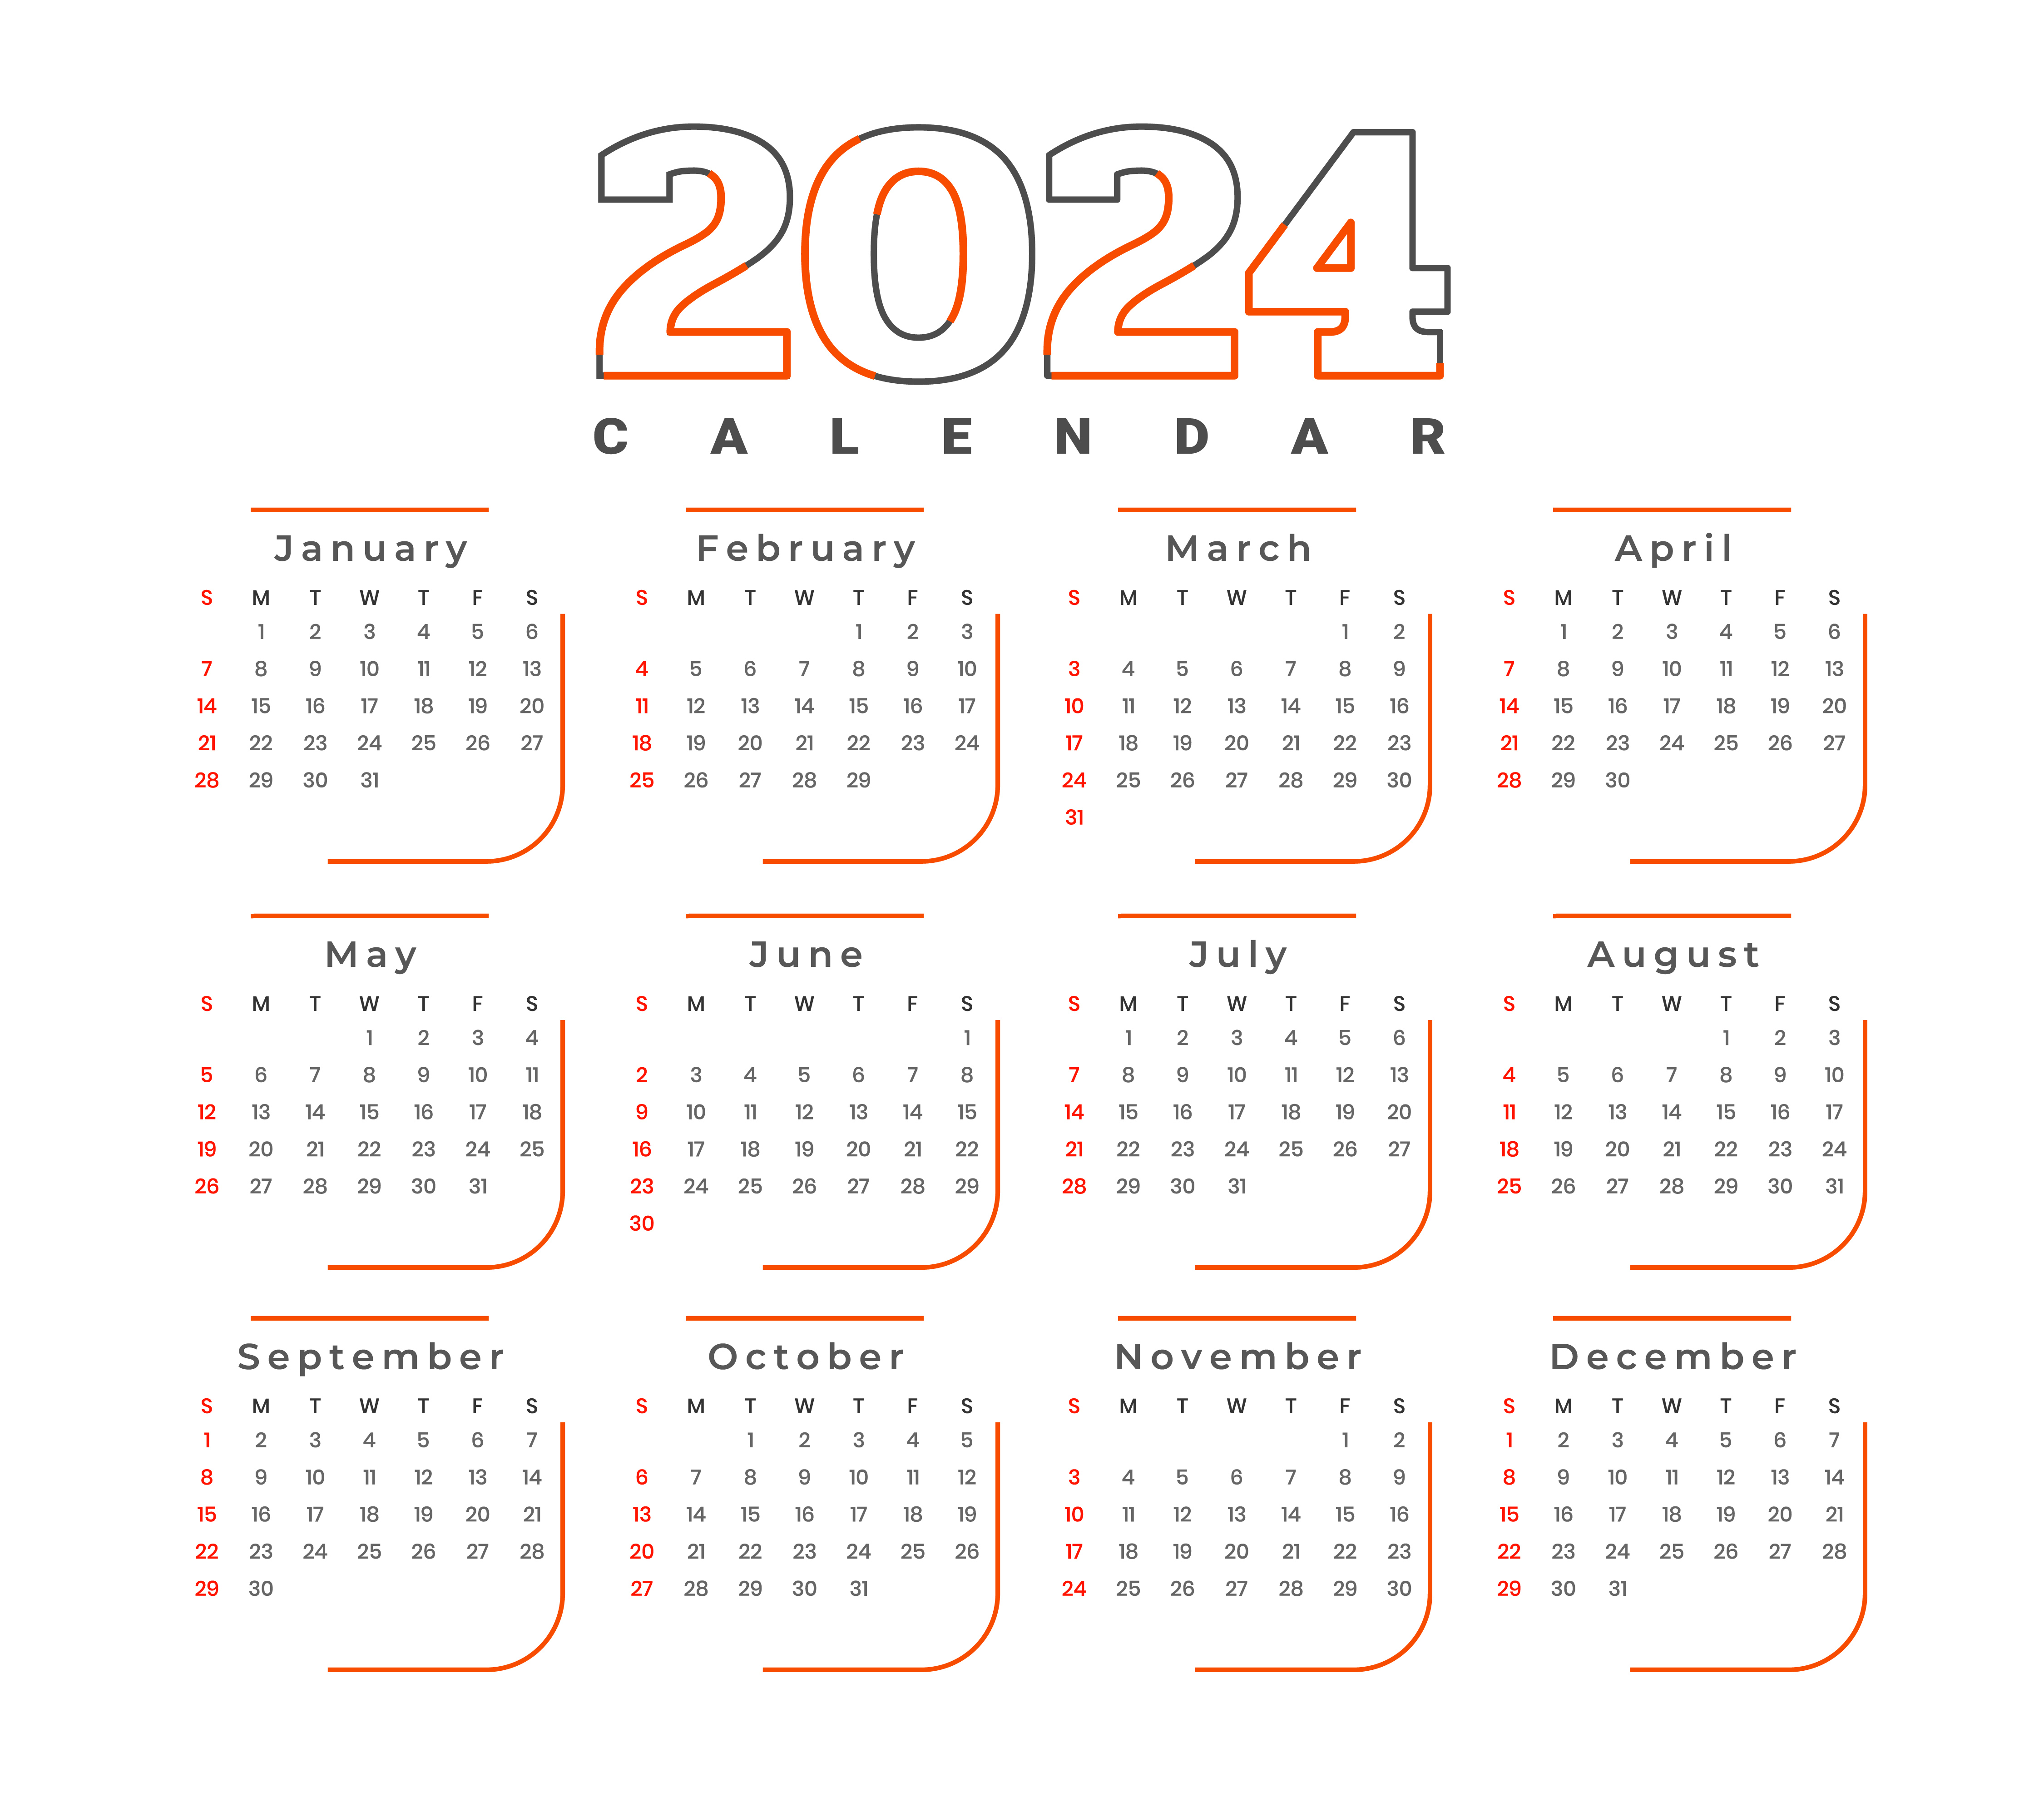 2024
CALENDAR
January
S M T W T F S
1 2 3 4 5 6
7 8 9 10 11 12 13
14 15 16 17 18 19 20
21 22 23 24 25 26 27
28 29 30 31
February
S M T W T F S
1 2 3
4 5 6 7 8 9 10
11 12 13 14 15 16 17
18 19 20 21 22 23 24
25 26 27 28 29
March
S M T W T F S
1 2
3 4 5 6 7 8 9
10 11 12 13 14 15 16
17 18 19 20 21 22 23
24 25 26 27 28 29 30
31
April
S M T W T F S
1 2 3 4 5 6
7 8 9 10 11 12 13
14 15 16 17 18 19 20
21 22 23 24 25 26 27
28 29 30
May
S M T W T F S
1 2 3 4
5 6 7 8 9 10 11
12 13 14 15 16 17 18
19 20 21 22 23 24 25
26 27 28 29 30 31
June
S M T W T F S
1
2 3 4 5 6 7 8
9 10 11 12 13 14 15
16 17 18 19 20 21 22
23 24 25 26 27 28 29
30
July
S M T W T F S
1 2 3 4 5 6
7 8 9 10 11 12 13
14 15 16 17 18 19 20
21 22 23 24 25 26 27
28 29 30 31
August
S M T W T F S
1 2 3
4 5 6 7 8 9 10
11 12 13 14 15 16 17
18 19 20 21 22 23 24
25 26 27 28 29 30 31
September
S M T W T F S
1 2 3 4 5 6 7
8 9 10 11 12 13 14
15 16 17 18 19 20 21
22 23 24 25 26 27 28
29 30
October
S M T W T F S
1 2 3 4 5
6 7 8 9 10 11 12
13 14 15 16 17 18 19
20 21 22 23 24 25 26
27 28 29 30 31
November
S M T W T F S
1 2
3 4 5 6 7 8 9
10 11 12 13 14 15 16
17 18 19 20 21 22 23
24 25 26 27 28 29 30
December
S M T W T F S
1 2 3 4 5 6 7
8 9 10 11 12 13 14
15 16 17 18 19 20 21
22 23 24 25 26 27 28
29 30 31